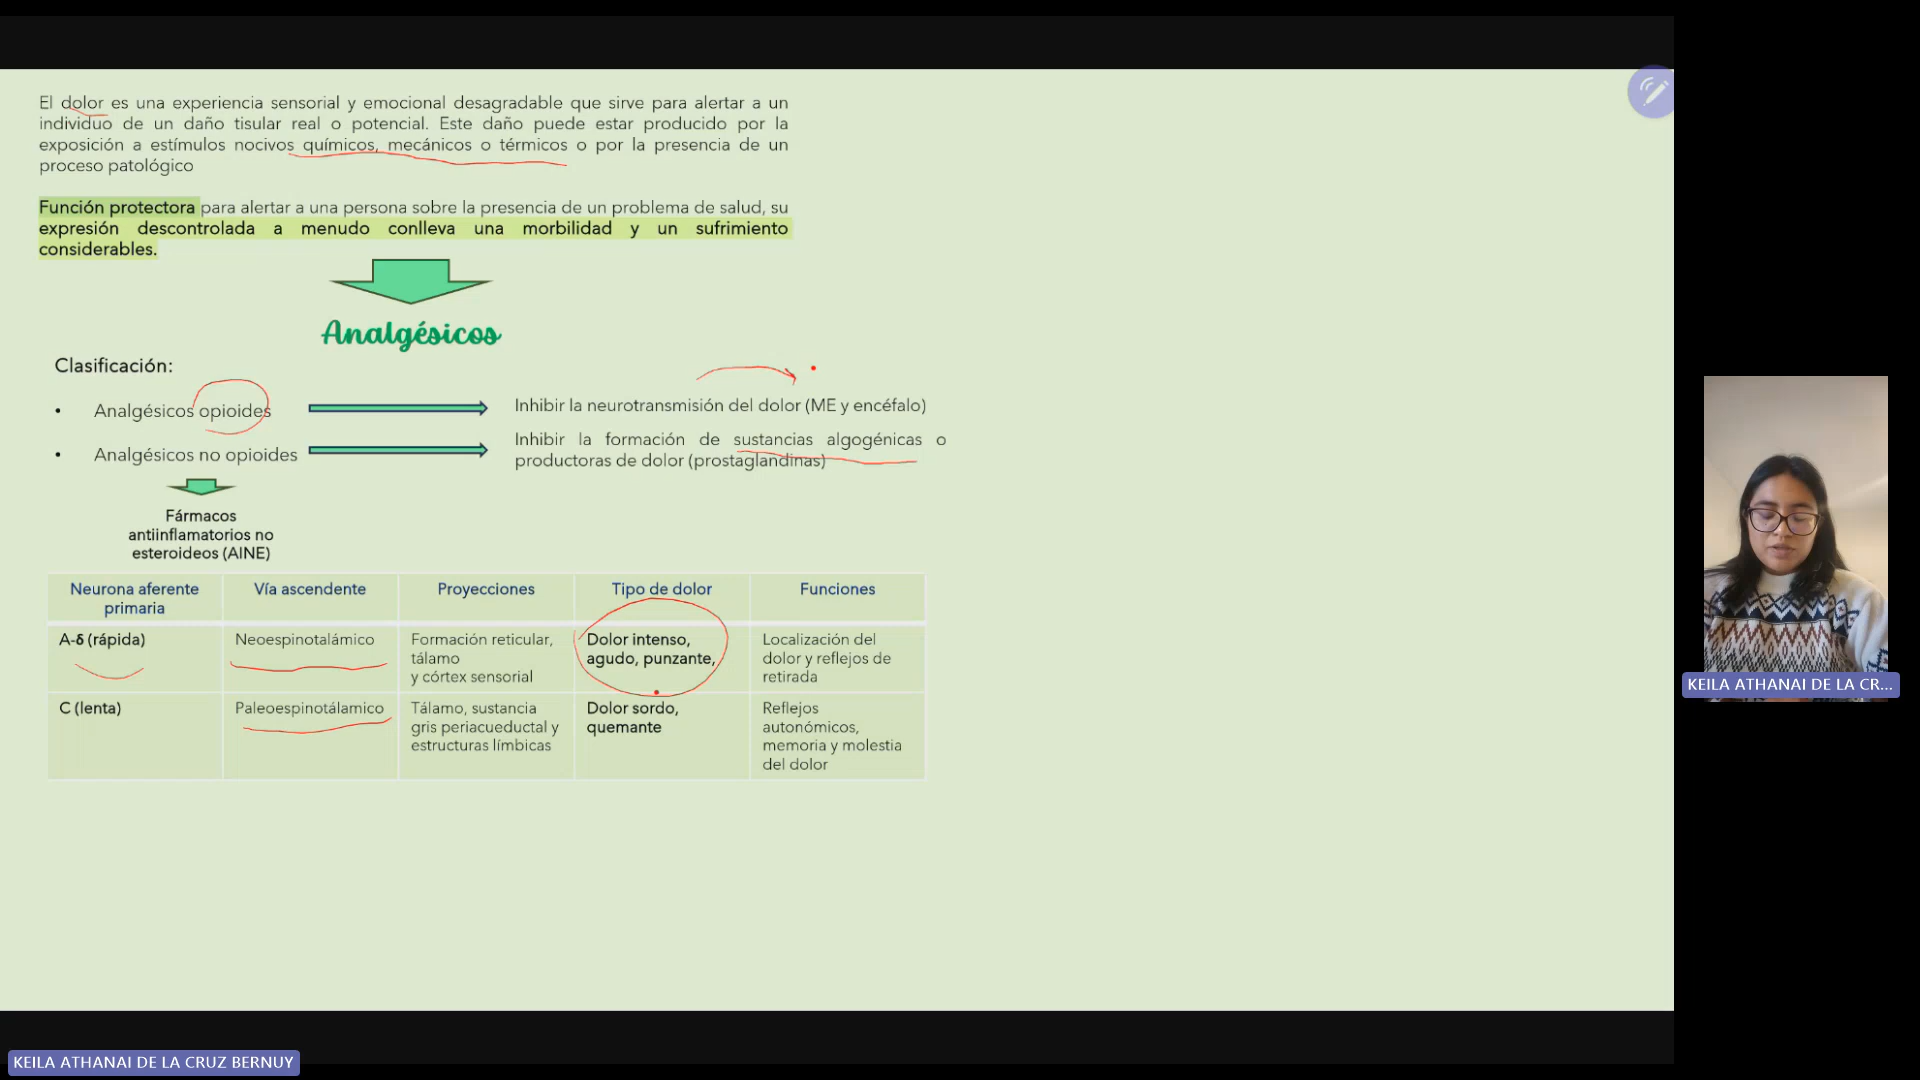 El dolor es una experiencia sensorial y emocional desagradable que sirve para alertar a un
individuo de un daño tisular real o potencial. Este daño puede estar producido por la
exposición a estímulos nocivos químicos, mecánicos o térmicos o por la presencia de un
proceso patológico
Función protectora para alertar a una persona sobre la presencia de un problema de salud, su
expresión descontrolada a menudo conlleva una morbilidad y un sufrimiento
considerables.
Analgésicos
Clasificación:
• Analgésicos opioides
Inhibir la neurotransmisión del dolor (ME y encéfalo)
• Analgésicos no opioides
Inhibir la formación de sustancias algogénicas o
productoras de dolor (prostaglandinas)
Fármacos
antiinflamatorios no
esteroideos (AINE)
Neurona aferente
primaria
Vía ascendente
Proyecciones
Tipo de dolor
Funciones
A-δ (rápida)
Neoespinotalámico
Formación reticular,
tálamo
y córtex sensorial
Dolor intenso,
agudo, punzante,
Localización del
dolor y reflejos de
retirada
C (lenta)
Paleoespinotálamico
Tálamo, sustancia
gris periacueductal y
estructuras límbicas
Dolor sordo,
quemante
Reflejos
autonómicos,
memoria y molestia
del dolor
KEILA ATHANAI DE LA CR...
KEILA ATHANAI DE LA CRUZ BERNUY